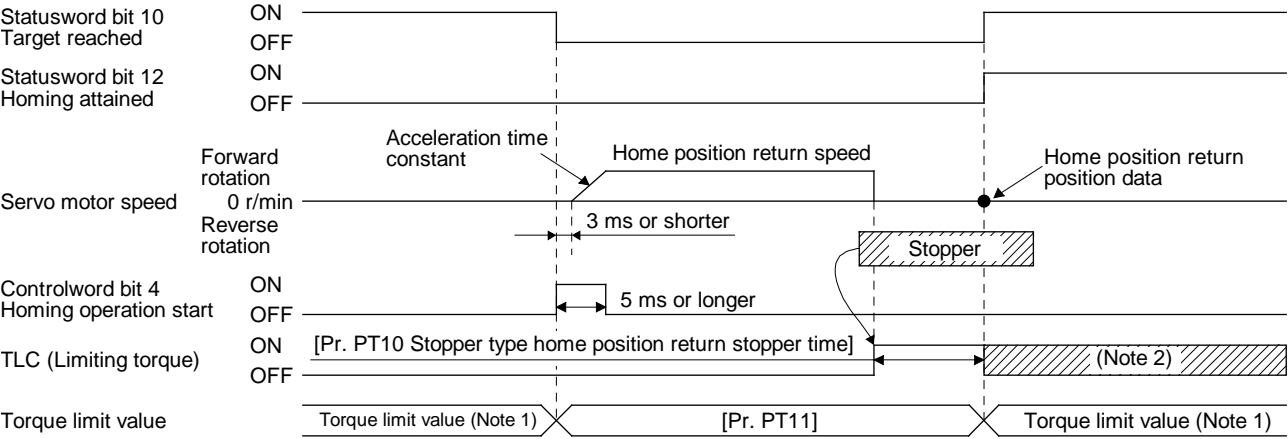 Statusword bit 10
Target reached
ON
OFF
Statusword bit 12
Homing attained
ON
OFF
Servo motor speed
Forward
rotation
0 r/min
Reverse
rotation
Acceleration time
constant
Home position return speed
Home position return
position data
3 ms or shorter
Stopper
Controlword bit 4
Homing operation start
ON
OFF
5 ms or longer
TLC (Limiting torque)
ON
OFF
[Pr. PT10 Stopper type home position return stopper time]
(Note 2)
Torque limit value
Torque limit value (Note 1)
[Pr. PT11]
Torque limit value (Note 1)